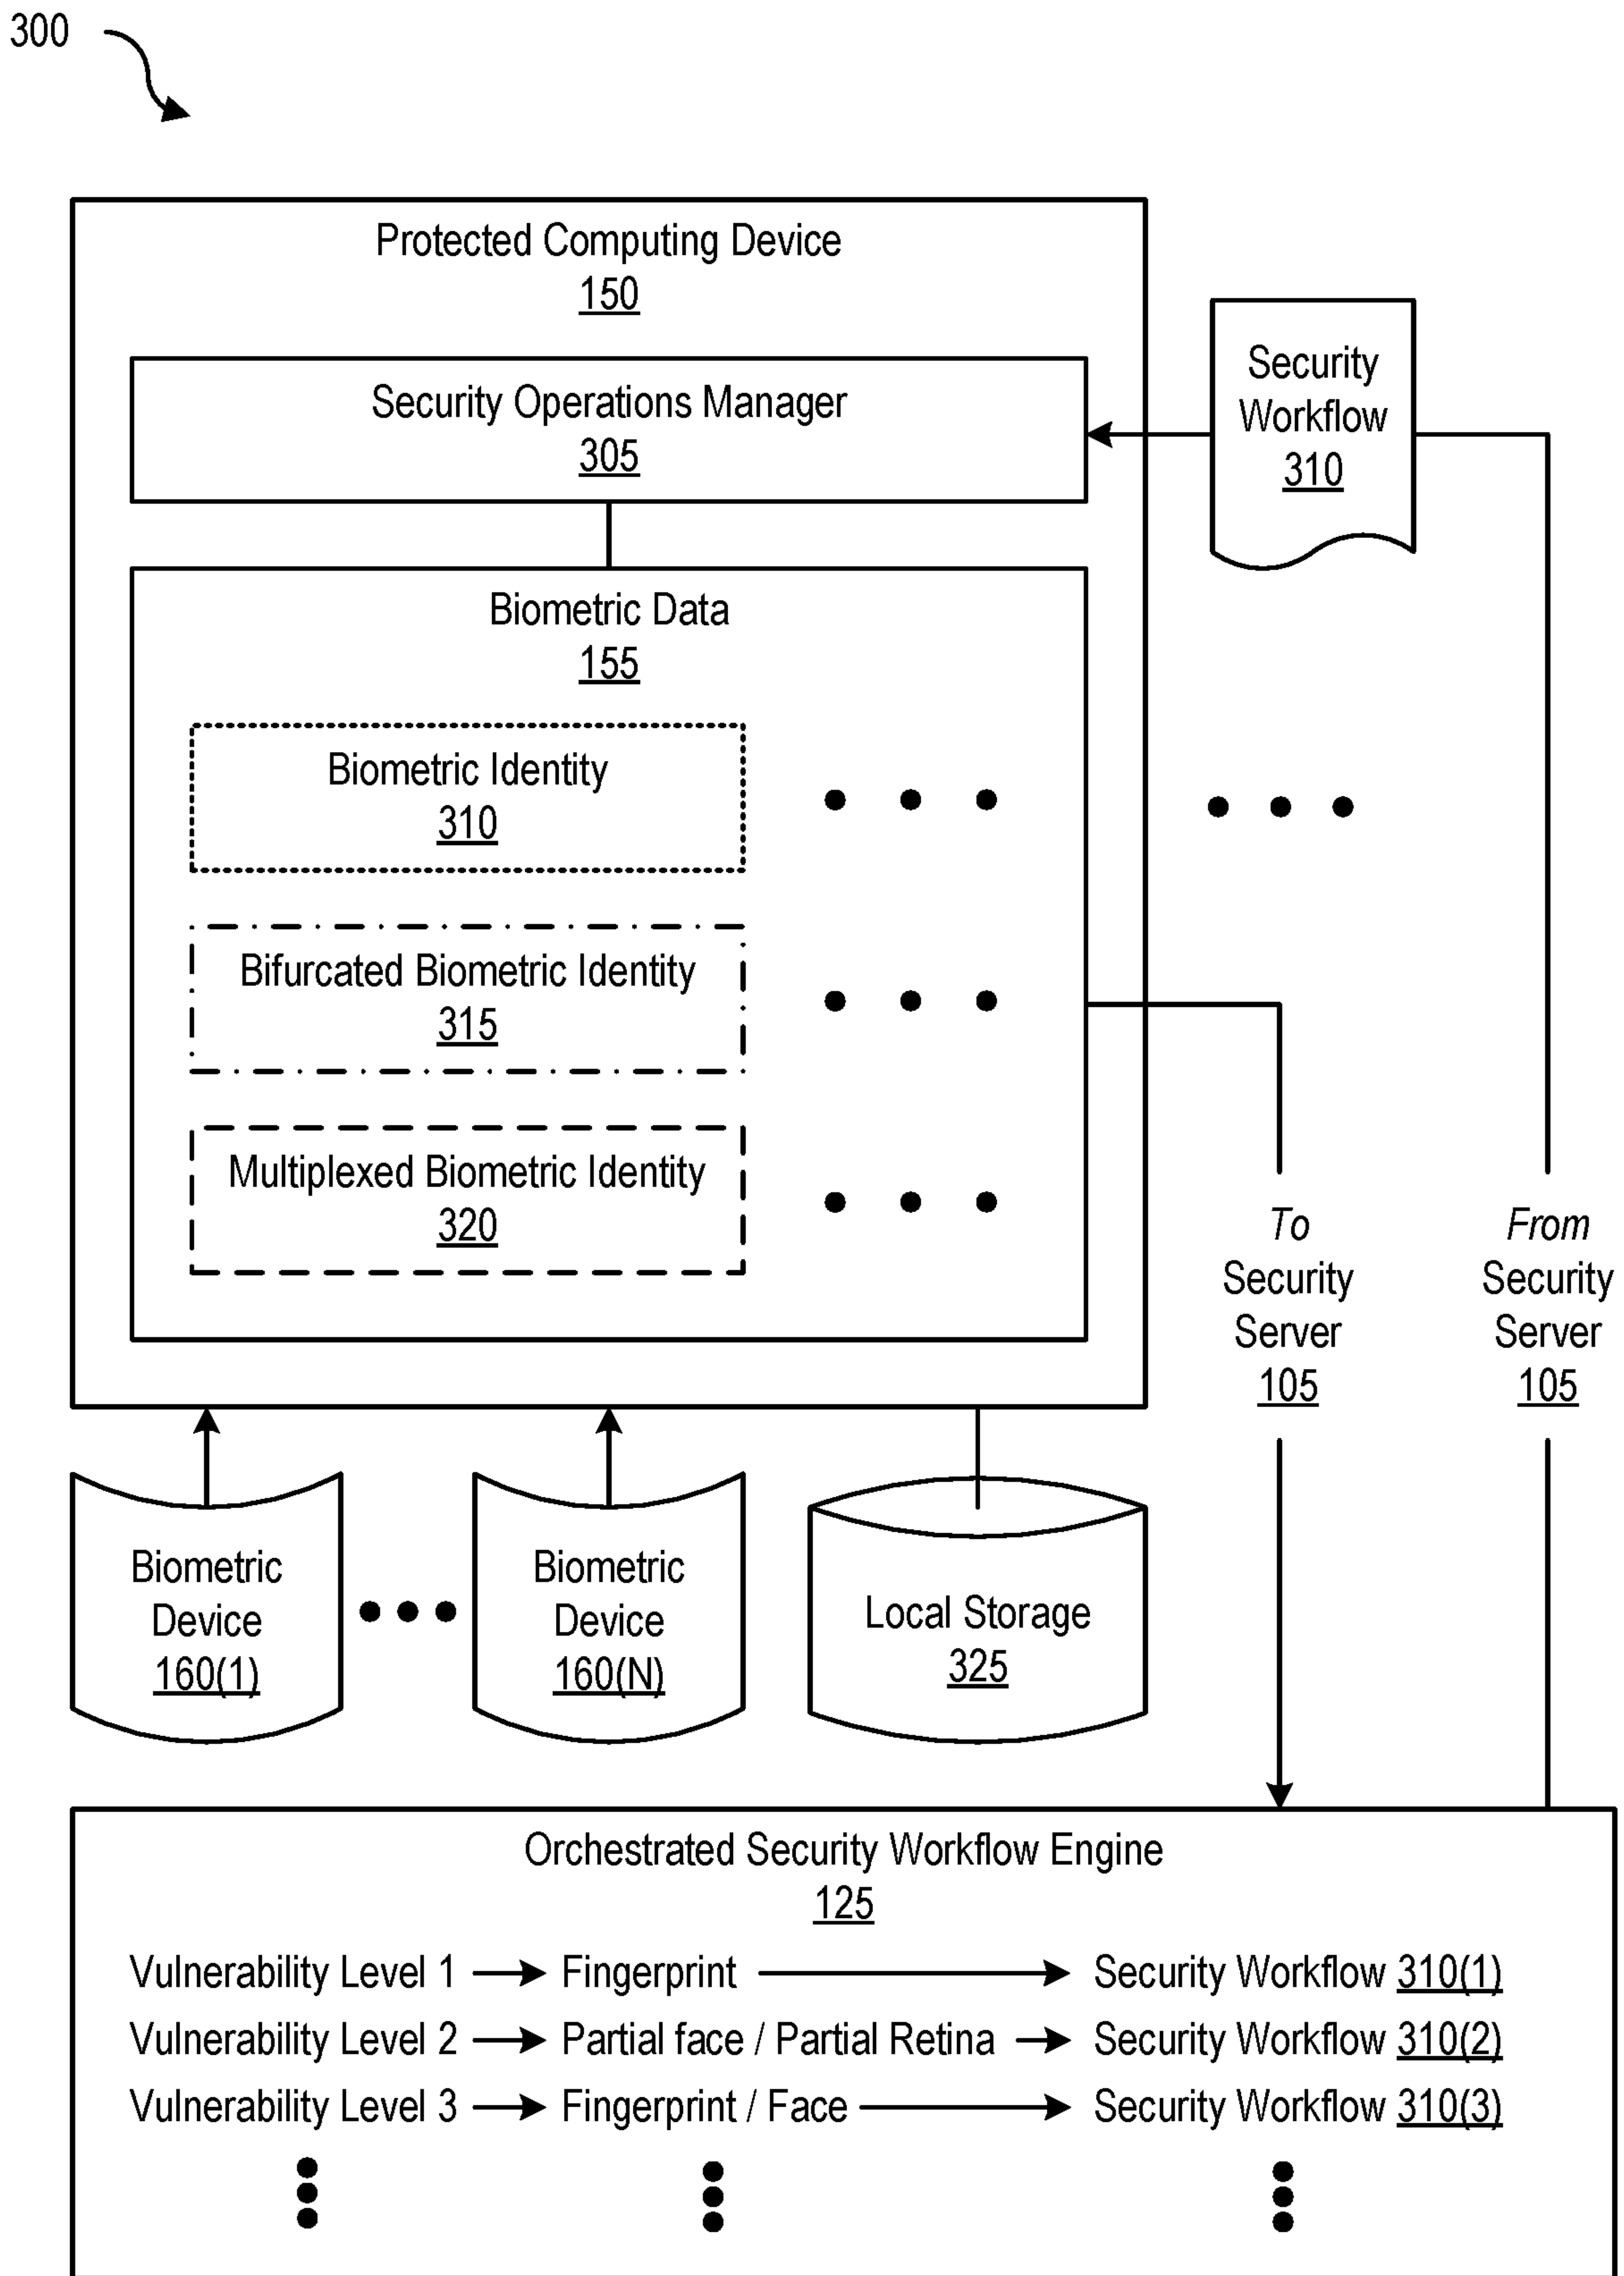 300
Protected Computing Device
150
Security Operations Manager
305
Security
Workflow
310
Biometric Data
155
Biometric Identity
310
Bifurcated Biometric Identity
315
Multiplexed Biometric Identity
320
To
Security
Server
105
From
Security
Server
105
Biometric
Device
160(1)
Biometric
Device
160(N)
Local Storage
325
Orchestrated Security Workflow Engine
125
Vulnerability Level 1 Fingerprint Security Workflow 310(1)
Vulnerability Level 2 Partial face / Partial Retina Security Workflow 310(2)
Vulnerability Level 3 Fingerprint / Face Security Workflow 310(3)